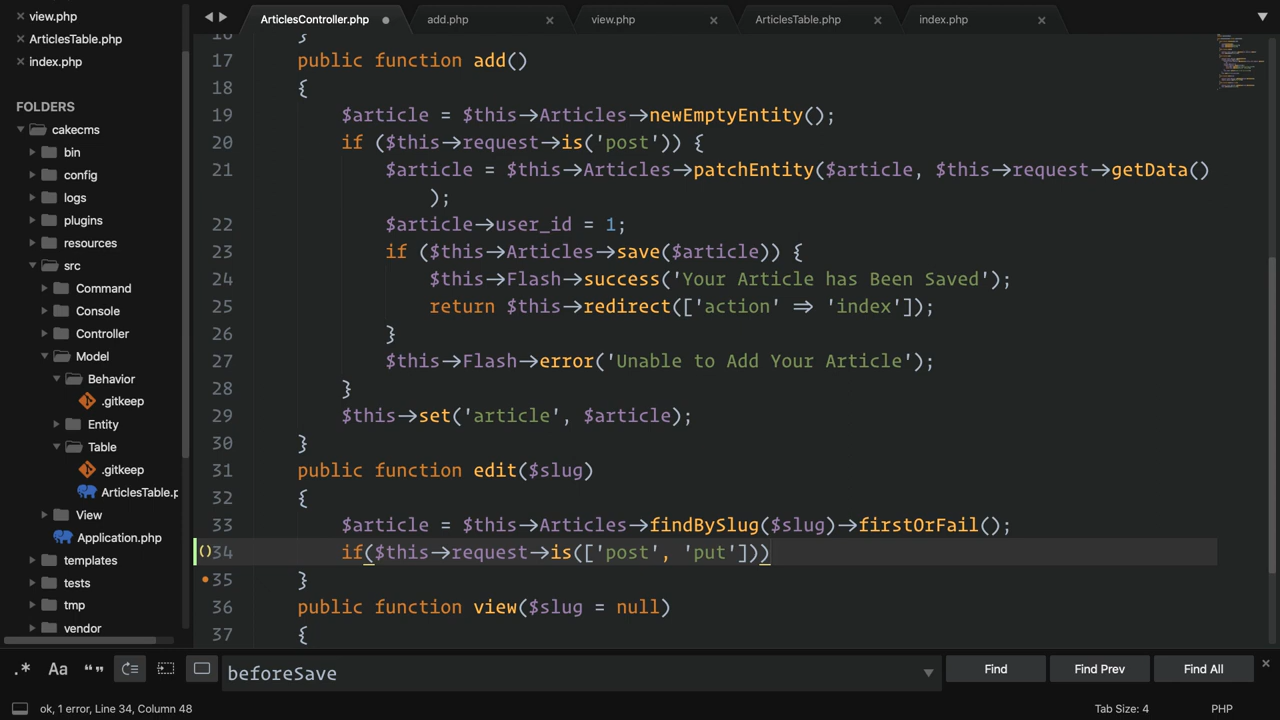 view.php
ArticlesTable.php
index.php
FOLDERS
cakecms
bin
config
logs
plugins
resources
src
Command
Console
Controller
Model
Behavior
.gitkeep
Entity
Table
.gitkeep
ArticlesTable.p
View
Application.php
templates
tests
tmp
vendor
ArticlesController.php
add.php
view.php
ArticlesTable.php
index.php
16 }
17 public function add()
18 {
19 $article = $this→Articles→newEmptyEntity();
20 if ($this→request→is('post')) {
21 $article = $this→Articles→patchEntity($article, $this→request→getData()
);
22 $article→user_id = 1;
23 if ($this→Articles→save($article)) {
24 $this→Flash→success('Your Article has Been Saved');
25 return $this→redirect(['action' ⇒ 'index']);
26 }
27 $this→Flash→error('Unable to Add Your Article');
28 }
29 $this→set('article', $article);
30 }
31 public function edit($slug)
32 {
33 $article = $this→Articles→findBySlug($slug)→firstOrFail();
34 if($this→request→is(['post', 'put']))
35 }
36 public function view($slug = null)
37 {
.* Aa “”
beforeSave
Find
Find Prev
Find All
ok, 1 error, Line 34, Column 48
Tab Size: 4
PHP